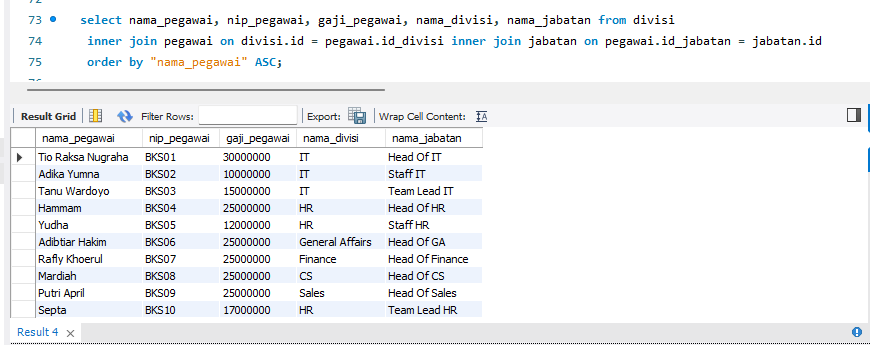 73 select nama_pegawai, nip_pegawai, gaji_pegawai, nama_divisi, nama_jabatan from divisi
74 inner join pegawai on divisi.id = pegawai.id_divisi inner join jabatan on pegawai.id_jabatan = jabatan.id
75 order by "nama_pegawai" ASC;
Result Grid Filter Rows: Export: Wrap Cell Content:
nama_pegawai nip_pegawai gaji_pegawai nama_divisi nama_jabatan
Tio Raksa Nugraha BKS01 30000000 IT Head Of IT
Adika Yumna BKS02 10000000 IT Staff IT
Tanu Wardoyo BKS03 15000000 IT Team Lead IT
Hammam BKS04 25000000 HR Head Of HR
Yudha BKS05 12000000 HR Staff HR
Adibtiar Hakim BKS06 25000000 General Affairs Head Of GA
Rafly Khoerul BKS07 25000000 Finance Head Of Finance
Mardiah BKS08 25000000 CS Head Of CS
Putri April BKS09 25000000 Sales Head Of Sales
Septa BKS10 17000000 HR Team Lead HR
Result 4